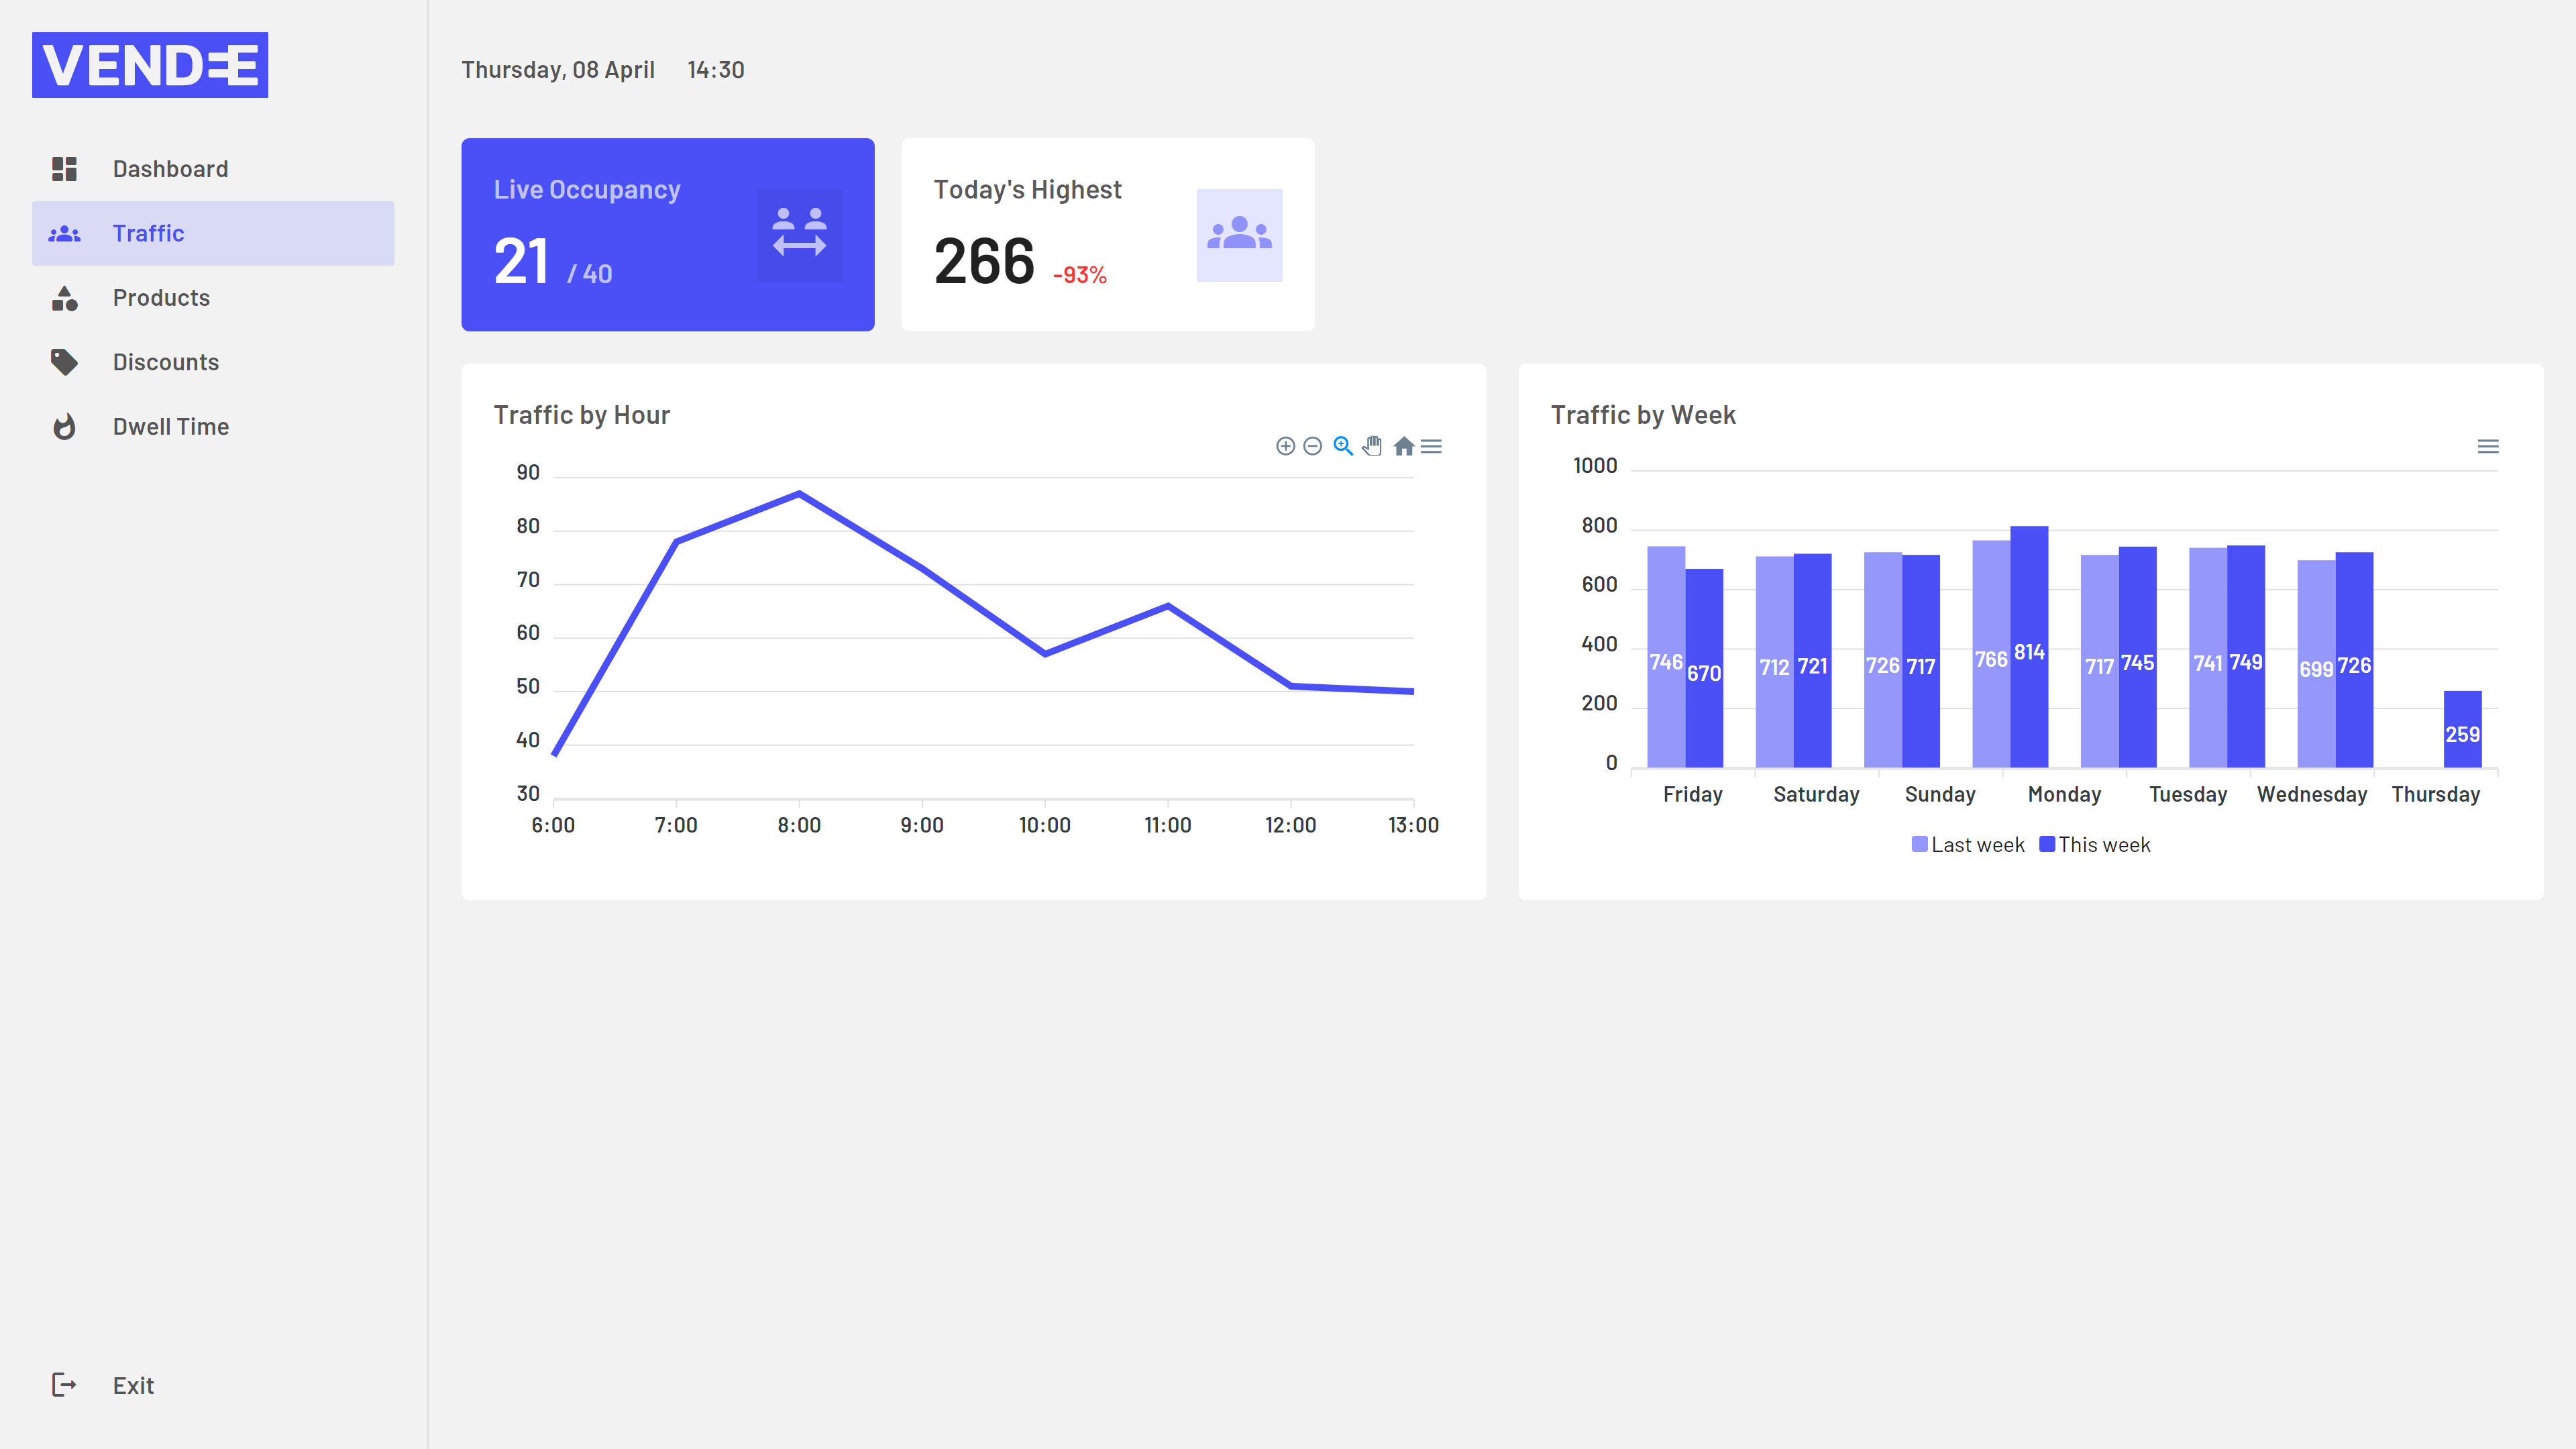 VENDEE
Dashboard
Traffic
Products
Discounts
Dwell Time
Exit
Thursday, 08 April 14:30
Live Occupancy
21 / 40
Today's Highest
266 -93%
Traffic by Hour
90
80
70
60
50
40
30
6:00 7:00 8:00 9:00 10:00 11:00 12:00 13:00
Traffic by Week
1000
800
600
400
200
0
746 670 712 721 726 717 766 814 717 745 741 749 699 726 259
Friday Saturday Sunday Monday Tuesday Wednesday Thursday
Last week This week